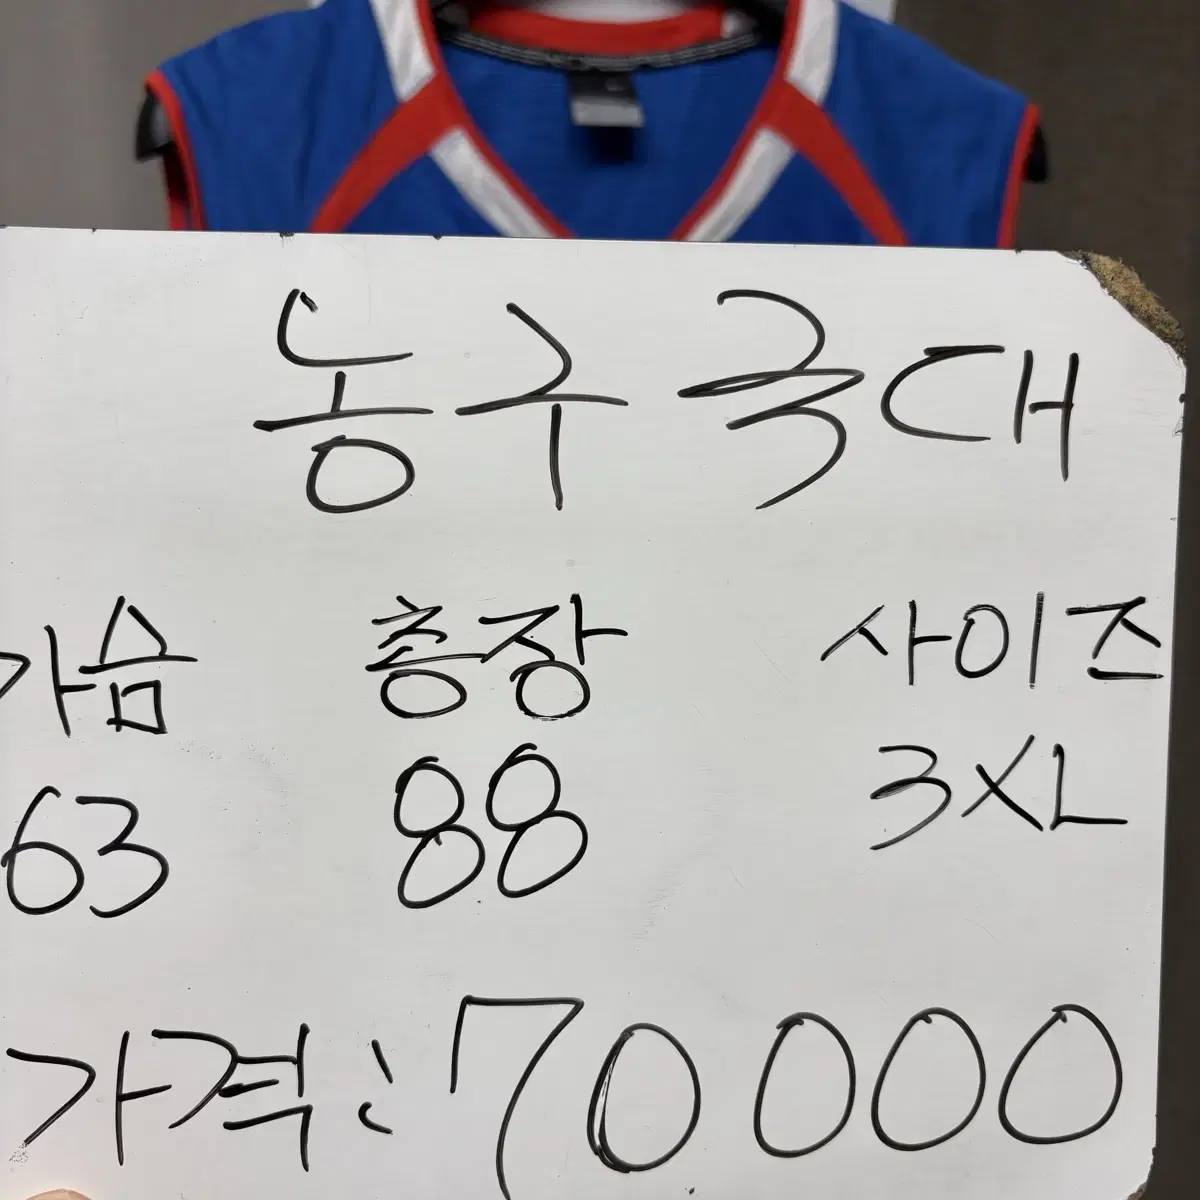 농구 국대
가슴 총장 사이즈
63 88 3XL
가격: 70000